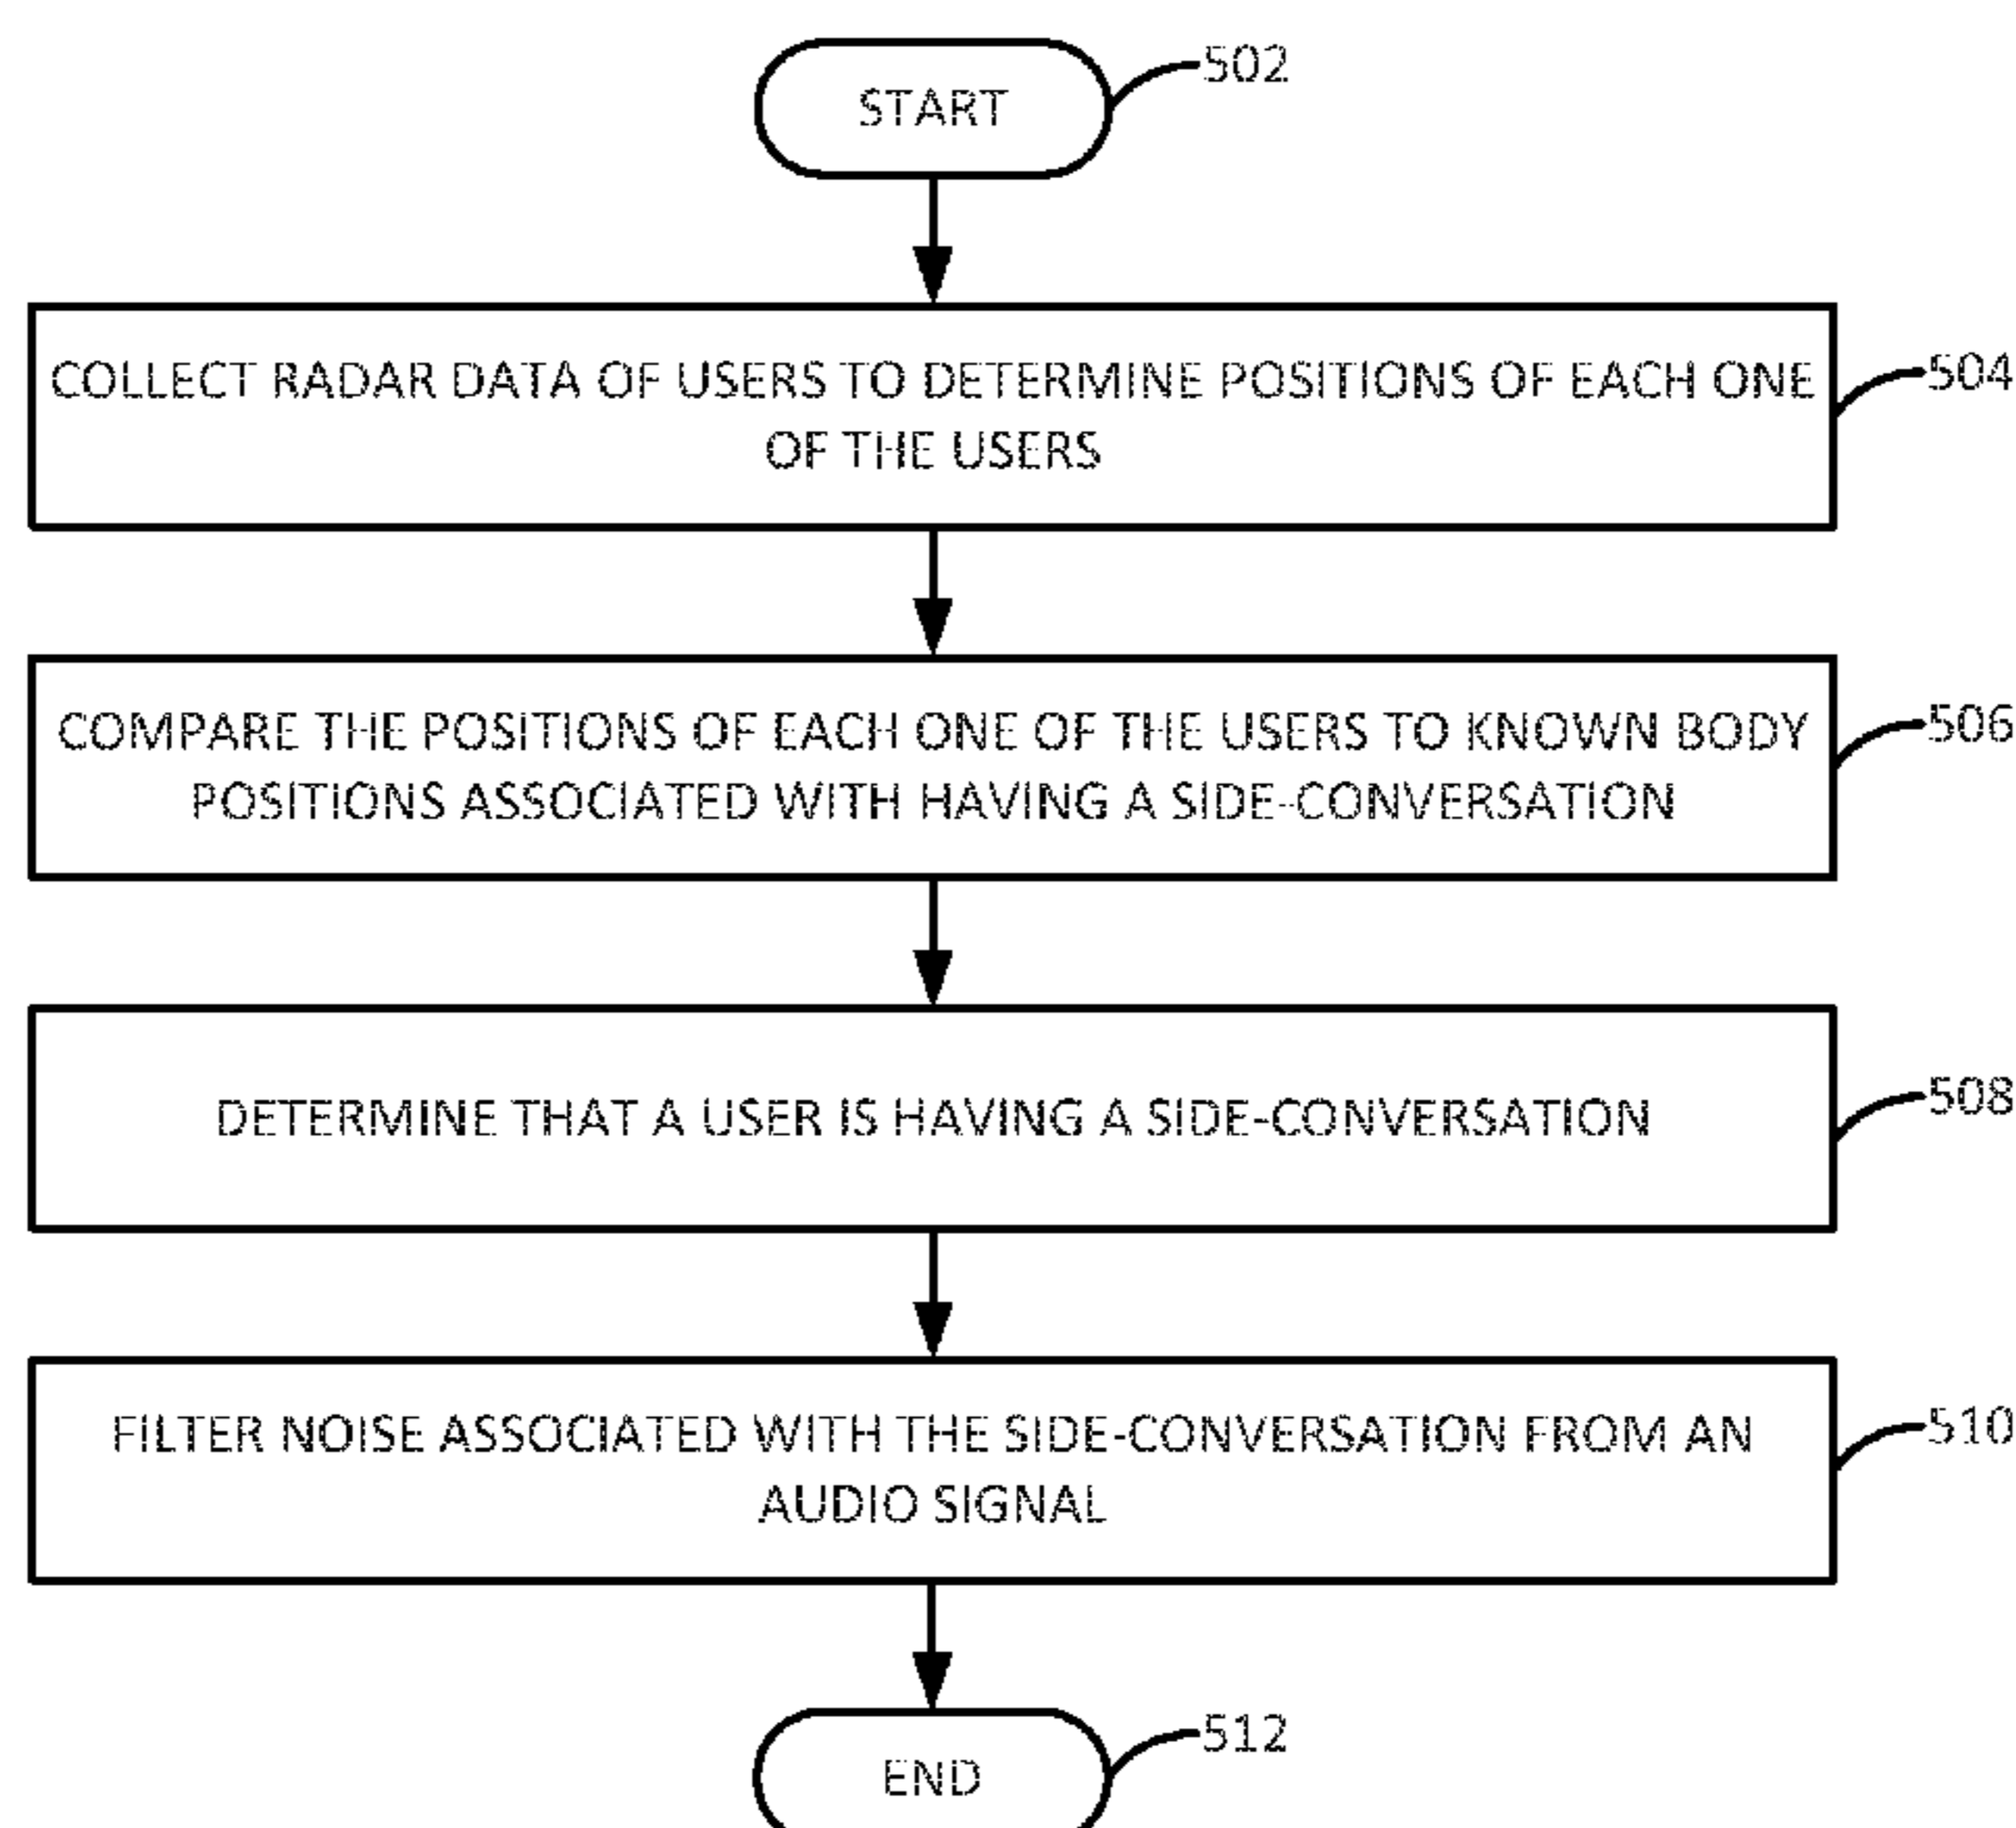 START
502
COLLECT RADAR DATA OF USERS TO DETERMINE POSITIONS OF EACH ONE
OF THE USERS
504
COMPARE THE POSITIONS OF EACH ONE OF THE USERS TO KNOWN BODY
POSITIONS ASSOCIATED WITH HAVING A SIDE-CONVERSATION
506
DETERMINE THAT A USER IS HAVING A SIDE-CONVERSATION
508
FILTER NOISE ASSOCIATED WITH THE SIDE-CONVERSATION FROM AN
AUDIO SIGNAL
510
END
512